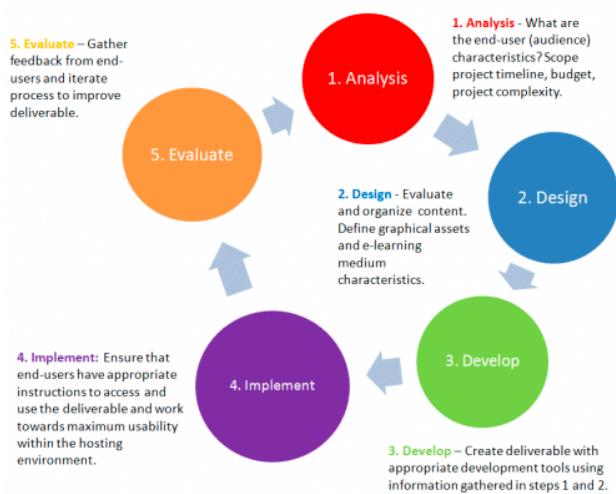 1. Analysis - What are
the end-user (audience)
characteristics? Scope
project timeline, budget,
project complexity.
1. Analysis
2. Design
2. Design - Evaluate
and organize content.
Define graphical assets
and e-learning
medium
characteristics.
3. Develop
3. Develop – Create deliverable with
appropriate development tools using
information gathered in steps 1 and 2.
4. Implement
4. Implement: Ensure that
end-users have appropriate
instructions to access and
use the deliverable and work
towards maximum usability
within the hosting
environment.
5. Evaluate
5. Evaluate – Gather
feedback from end-
users and iterate
process to improve
deliverable.